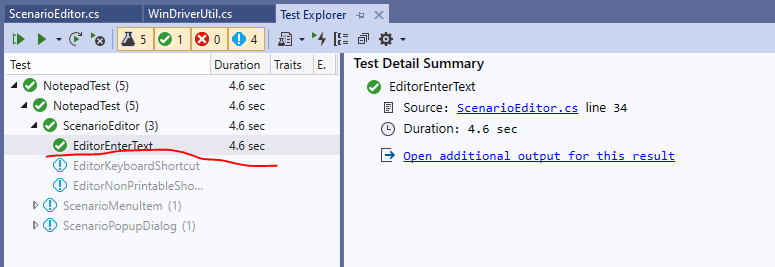 ScenarioEditor.cs WinDriverUtil.cs Test Explorer
5 1 0 4
Test Duration Traits E.
NotepadTest (5) 4.6 sec
NotepadTest (5) 4.6 sec
ScenarioEditor (3) 4.6 sec
EditorEnterText 4.6 sec
EditorKeyboardShortcut
EditorNonPrintableSho...
ScenarioMenuItem (1)
ScenarioPopupDialog (1)
Test Detail Summary
EditorEnterText
Source: ScenarioEditor.cs line 34
Duration: 4.6 sec
Open additional output for this result